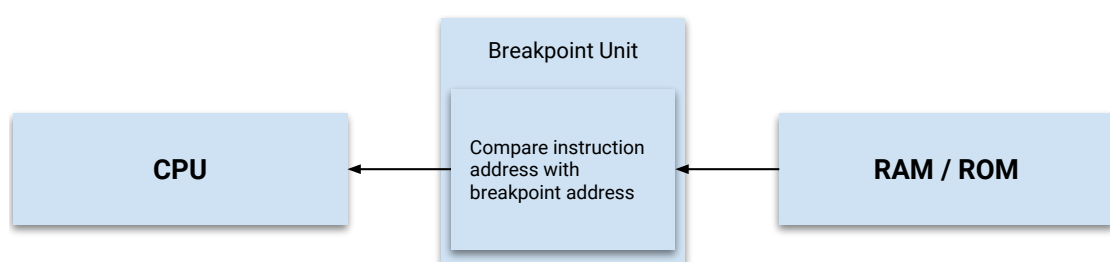 Breakpoint Unit
CPU
Compare instruction
address with
breakpoint address
RAM / ROM